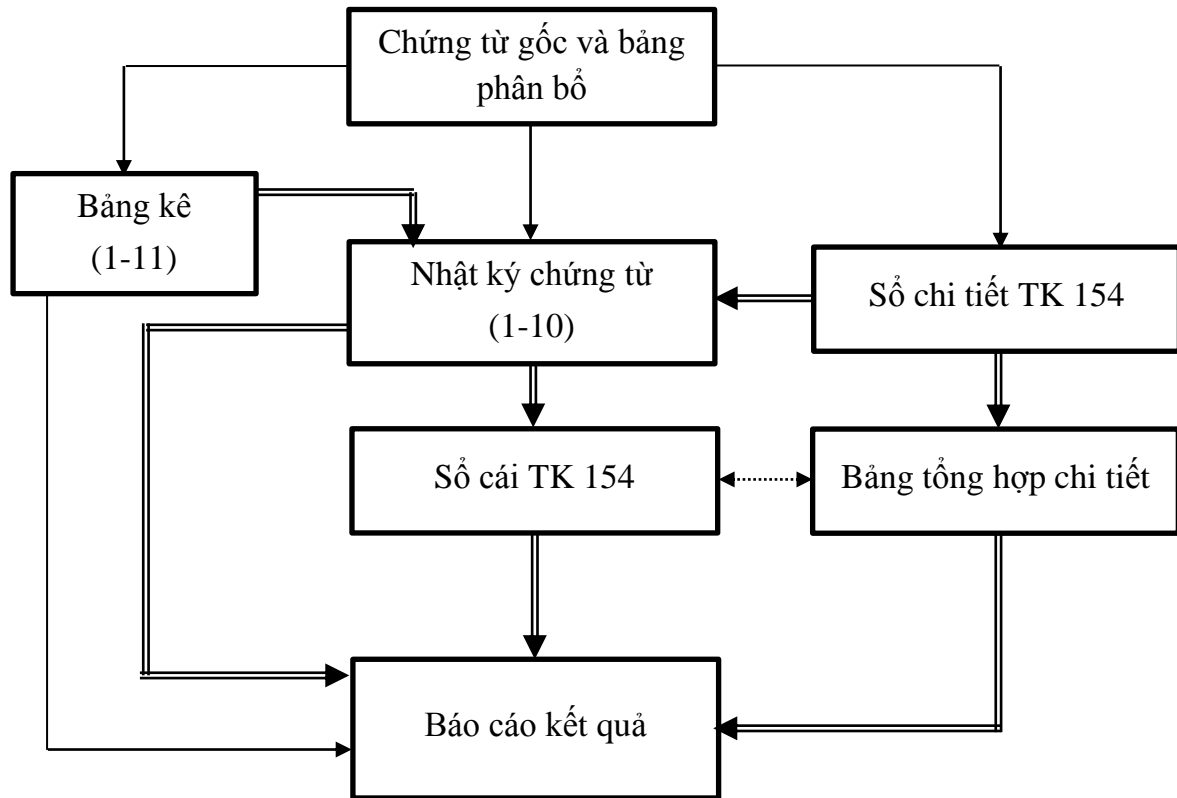 Chứng từ gốc và bảng
phân bổ
Bảng kê
(1-11)
Nhật ký chứng từ
(1-10)
Sổ chi tiết TK 154
Sổ cái TK 154
Bảng tổng hợp chi tiết
Báo cáo kết quả